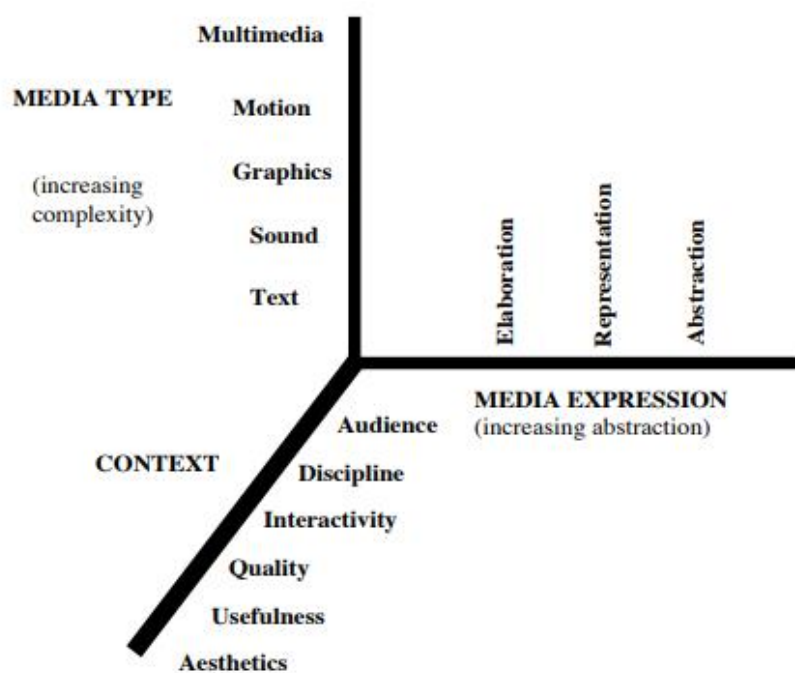 Multimedia
MEDIA TYPE
Motion
(increasing
complexity)
Graphics
Sound
Text
Elaboration
Representation
Abstraction
MEDIA EXPRESSION
(increasing abstraction)
CONTEXT
Audience
Discipline
Interactivity
Quality
Usefulness
Aesthetics